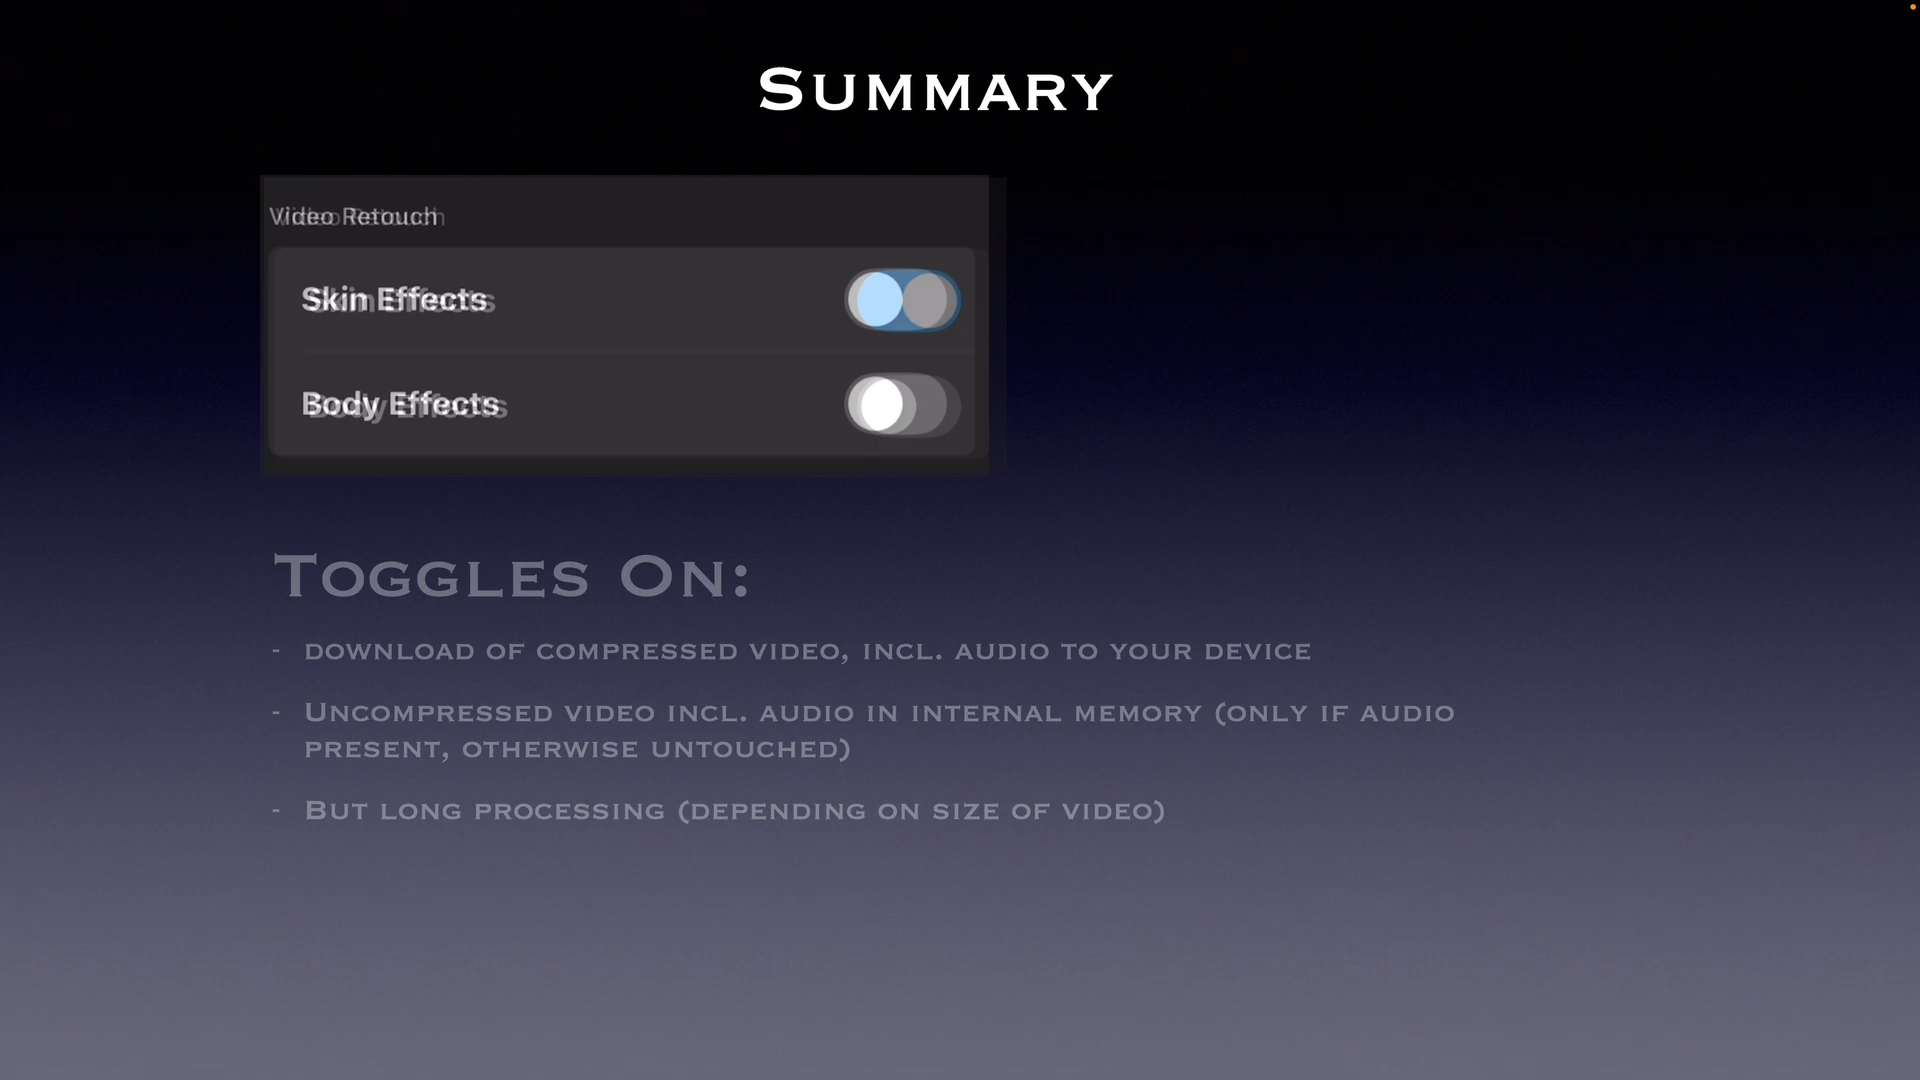 Summary
Video Retouch
Skin Effects
Body Effects
Toggles On:
- download of compressed video, incl. audio to your device
- Uncompressed video incl. audio in internal memory (only if audio
present, otherwise untouched)
- But long processing (depending on size of video)